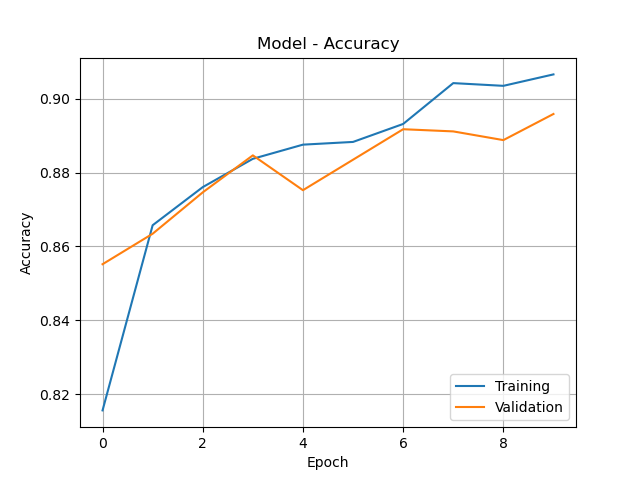 Model - Accuracy
Accuracy
0.90
0.88
0.86
0.84
0.82
0 2 4 6 8
Epoch
Training
Validation